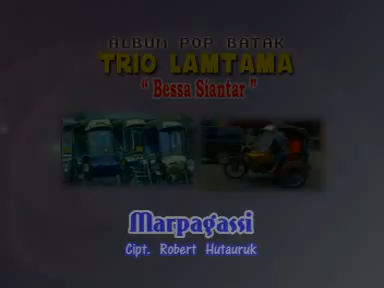 ALBUM POP BATAK
TRIO LAMTAMA
“ Bessa Siantar ”
Marpagassi
Cipt. Robert Hutauruk